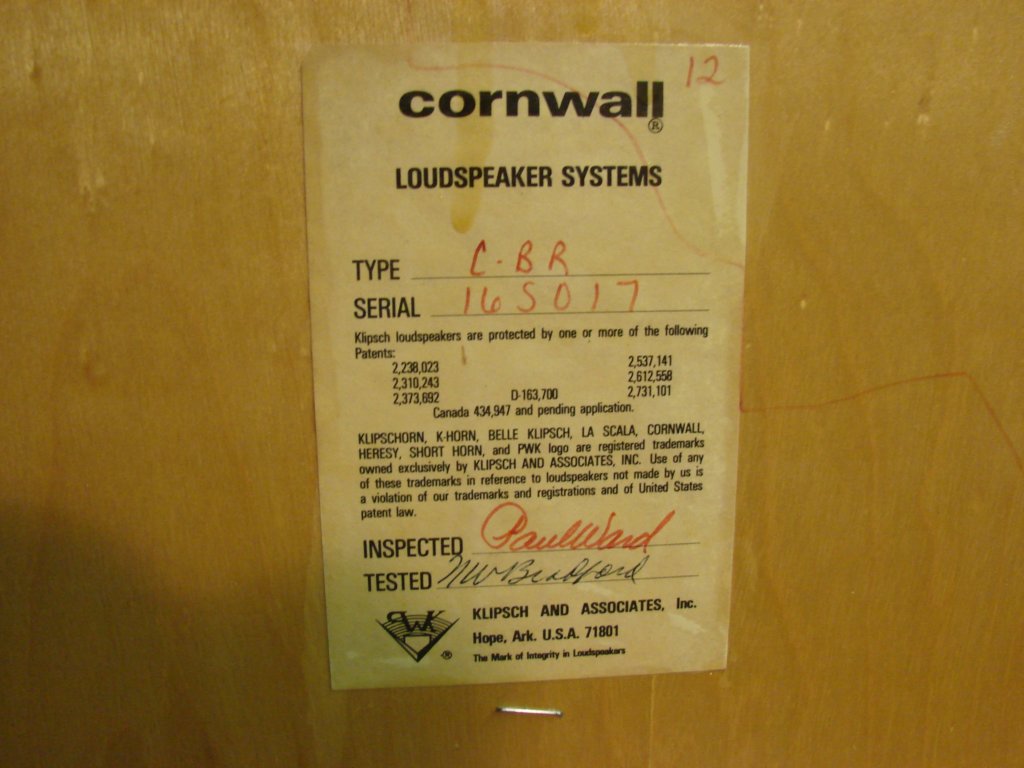 12
cornwall®
LOUDSPEAKER SYSTEMS
TYPE C-BR
SERIAL 16S017
Klipsch loudspeakers are protected by one or more of the following
Patents:
2,238,023 2,537,141
2,310,243 2,612,558
2,373,692 D-163,700 2,731,101
Canada 434,947 and pending application.
KLIPSCHORN, K-HORN, BELLE KLIPSCH, LA SCALA, CORNWALL,
HERESY, SHORT HORN, and PWK logo are registered trademarks
owned exclusively by KLIPSCH AND ASSOCIATES, INC. Use of any
of these trademarks in reference to loudspeakers not made by us is
a violation of our trademarks and registrations and of United States
patent law.
INSPECTED Paul Ward
TESTED MW Bradford
PWK ®
KLIPSCH AND ASSOCIATES, Inc.
Hope, Ark. U.S.A. 71801
The Mark of Integrity in Loudspeakers